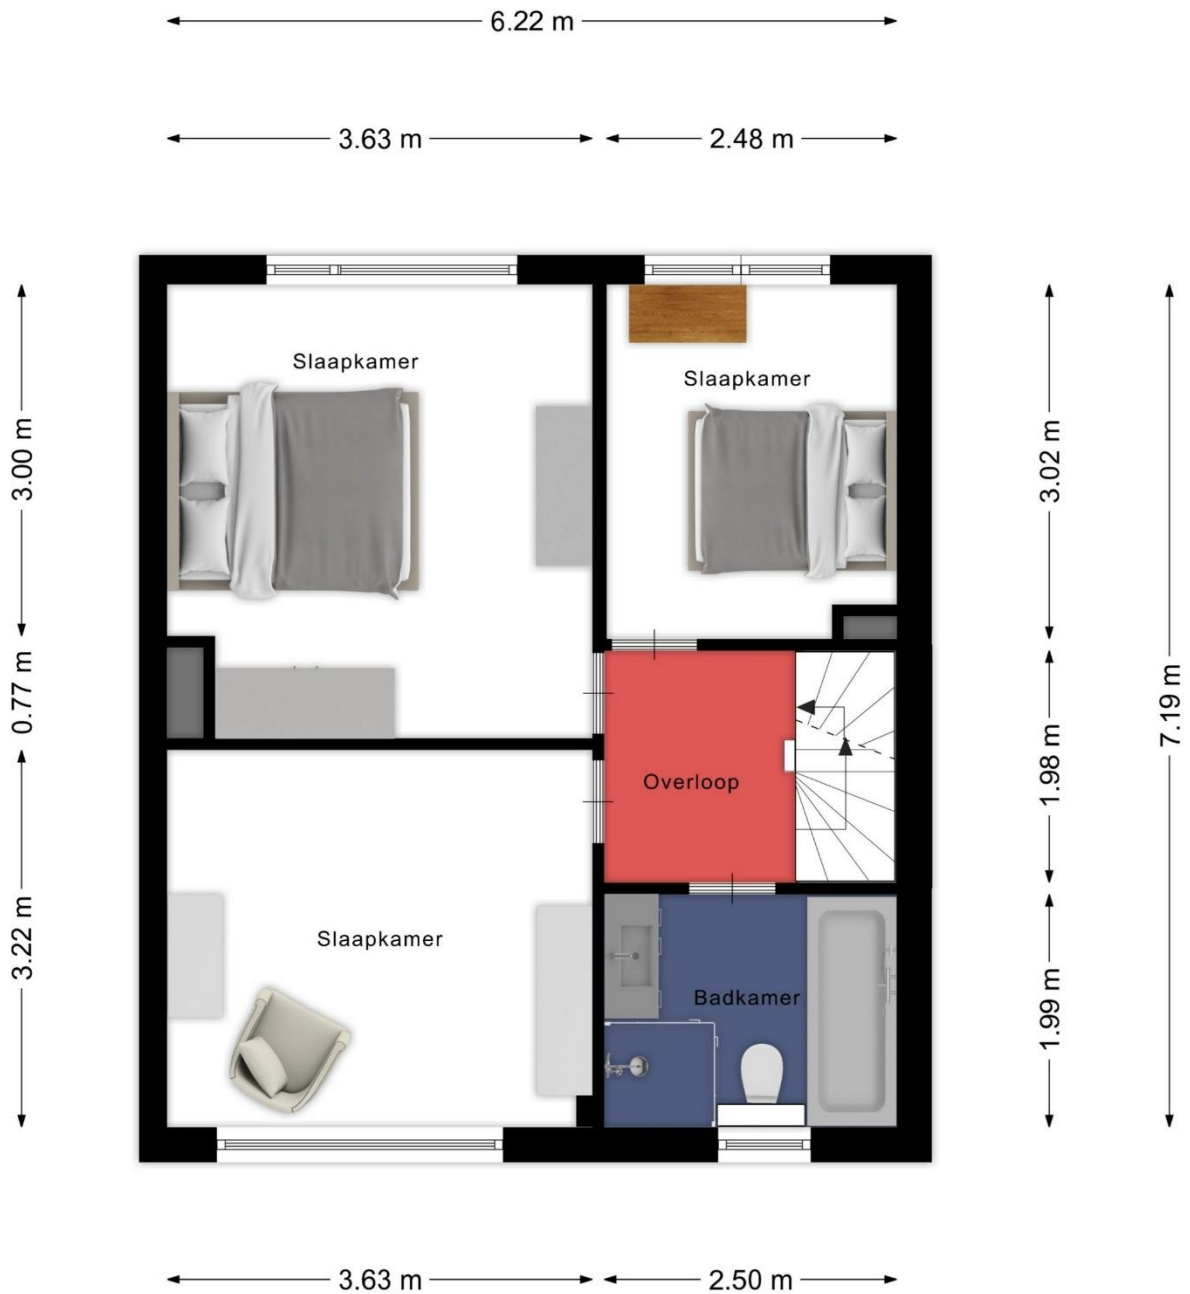 6.22 m
3.63 m
2.48 m
Slaapkamer
Slaapkamer
3.00 m
3.02 m
0.77 m
7.19 m
1.98 m
Overloop
3.22 m
Slaapkamer
Badkamer
1.99 m
3.63 m
2.50 m